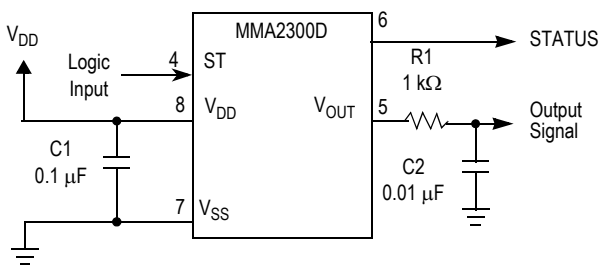 MMA2300D
6
STATUS
V_DD
Logic
Input
4
ST
R1
1 kΩ
8
V_DD
V_OUT
5
Output
Signal
C1
0.1 μF
C2
0.01 μF
7
V_SS